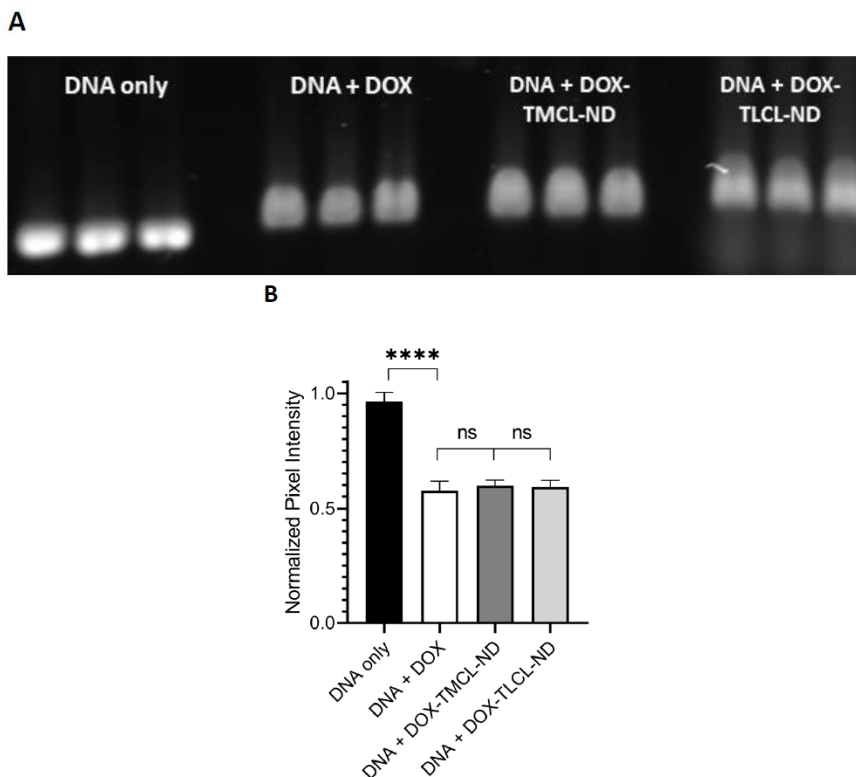 A
DNA only
DNA + DOX
DNA + DOX-
TMCL-ND
DNA + DOX-
TLCL-ND
B
****
ns
ns
1.0
0.5
0.0
Normalized Pixel Intensity
DNA only
DNA + DOX
DNA + DOX-TMCL-ND
DNA + DOX-TLCL-ND